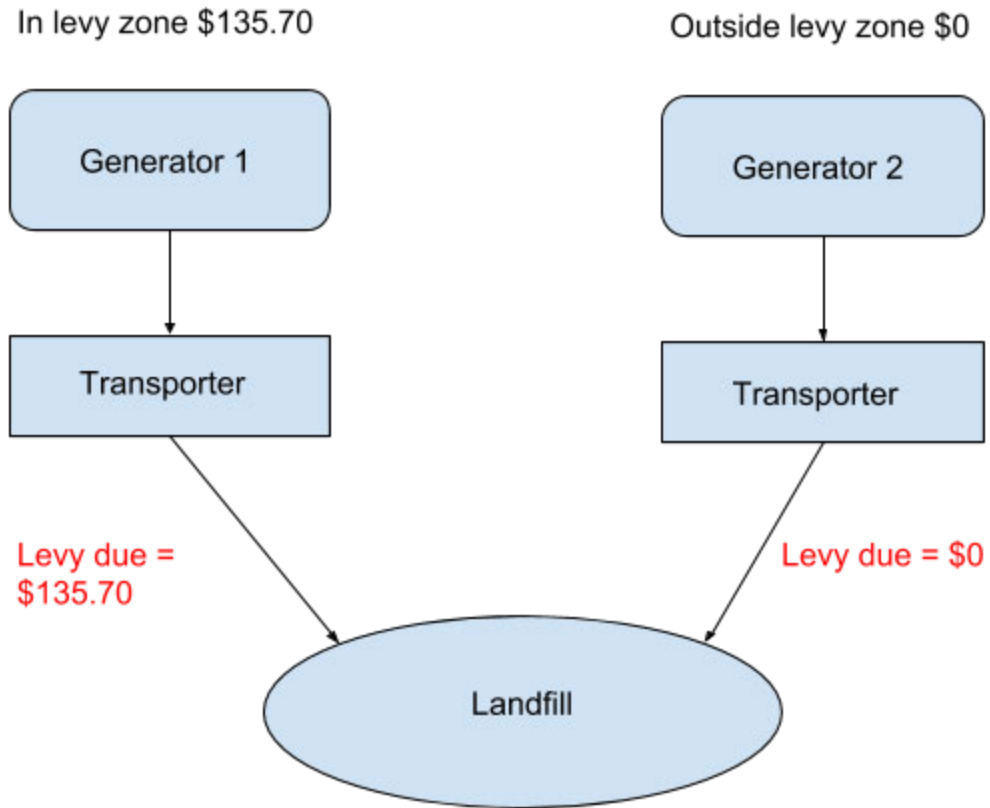 In levy zone $135.70
Outside levy zone $0
Generator 1
Generator 2
Transporter
Transporter
Levy due =
$135.70
Levy due = $0
Landfill